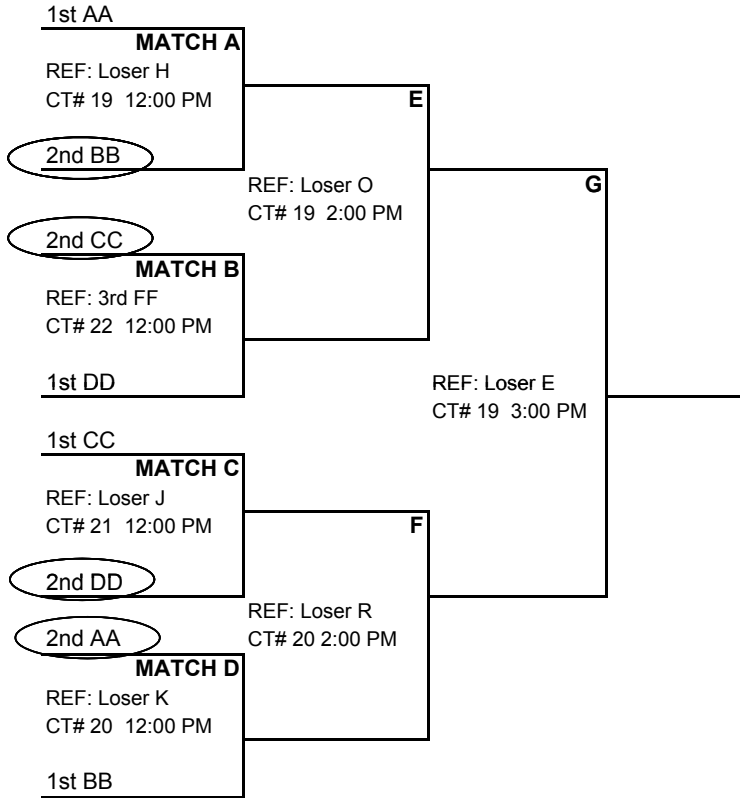 1st AA
MATCH A
REF: Loser H
CT# 19 12:00 PM
2nd BB
E
REF: Loser O
CT# 19 2:00 PM
2nd CC
MATCH B
REF: 3rd FF
CT# 22 12:00 PM
1st DD
G
REF: Loser E
CT# 19 3:00 PM
1st CC
MATCH C
REF: Loser J
CT# 21 12:00 PM
2nd DD
F
REF: Loser R
CT# 20 2:00 PM
2nd AA
MATCH D
REF: Loser K
CT# 20 12:00 PM
1st BB